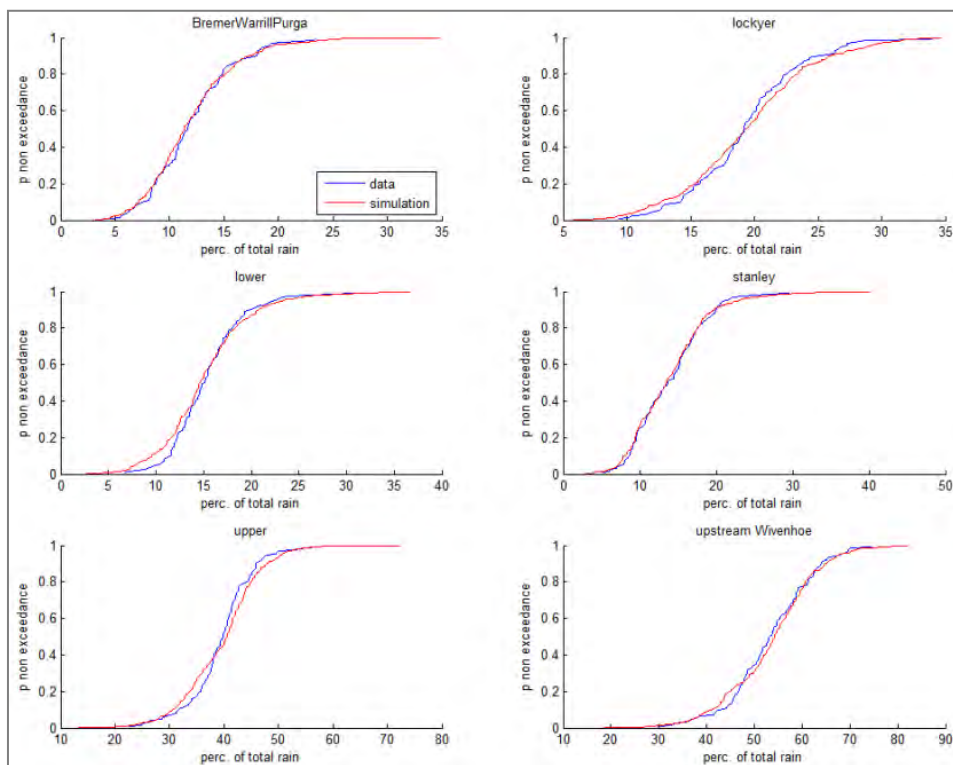 BremerWarrillPurga
1
0.8
0.6
0.4
0.2
0
p non exceedance
0 5 10 15 20 25 30 35
perc. of total rain
data
simulation
lockyer
1
0.8
0.6
0.4
0.2
0
p non exceedance
5 10 15 20 25 30 35
perc. of total rain
lower
1
0.8
0.6
0.4
0.2
0
p non exceedance
0 5 10 15 20 25 30 35 40
perc. of total rain
stanley
1
0.8
0.6
0.4
0.2
0
p non exceedance
0 10 20 30 40 50
perc. of total rain
upper
1
0.8
0.6
0.4
0.2
0
p non exceedance
10 20 30 40 50 60 70 80
perc. of total rain
upstream Wivenhoe
1
0.8
0.6
0.4
0.2
0
p non exceedance
10 20 30 40 50 60 70 80 90
perc. of total rain